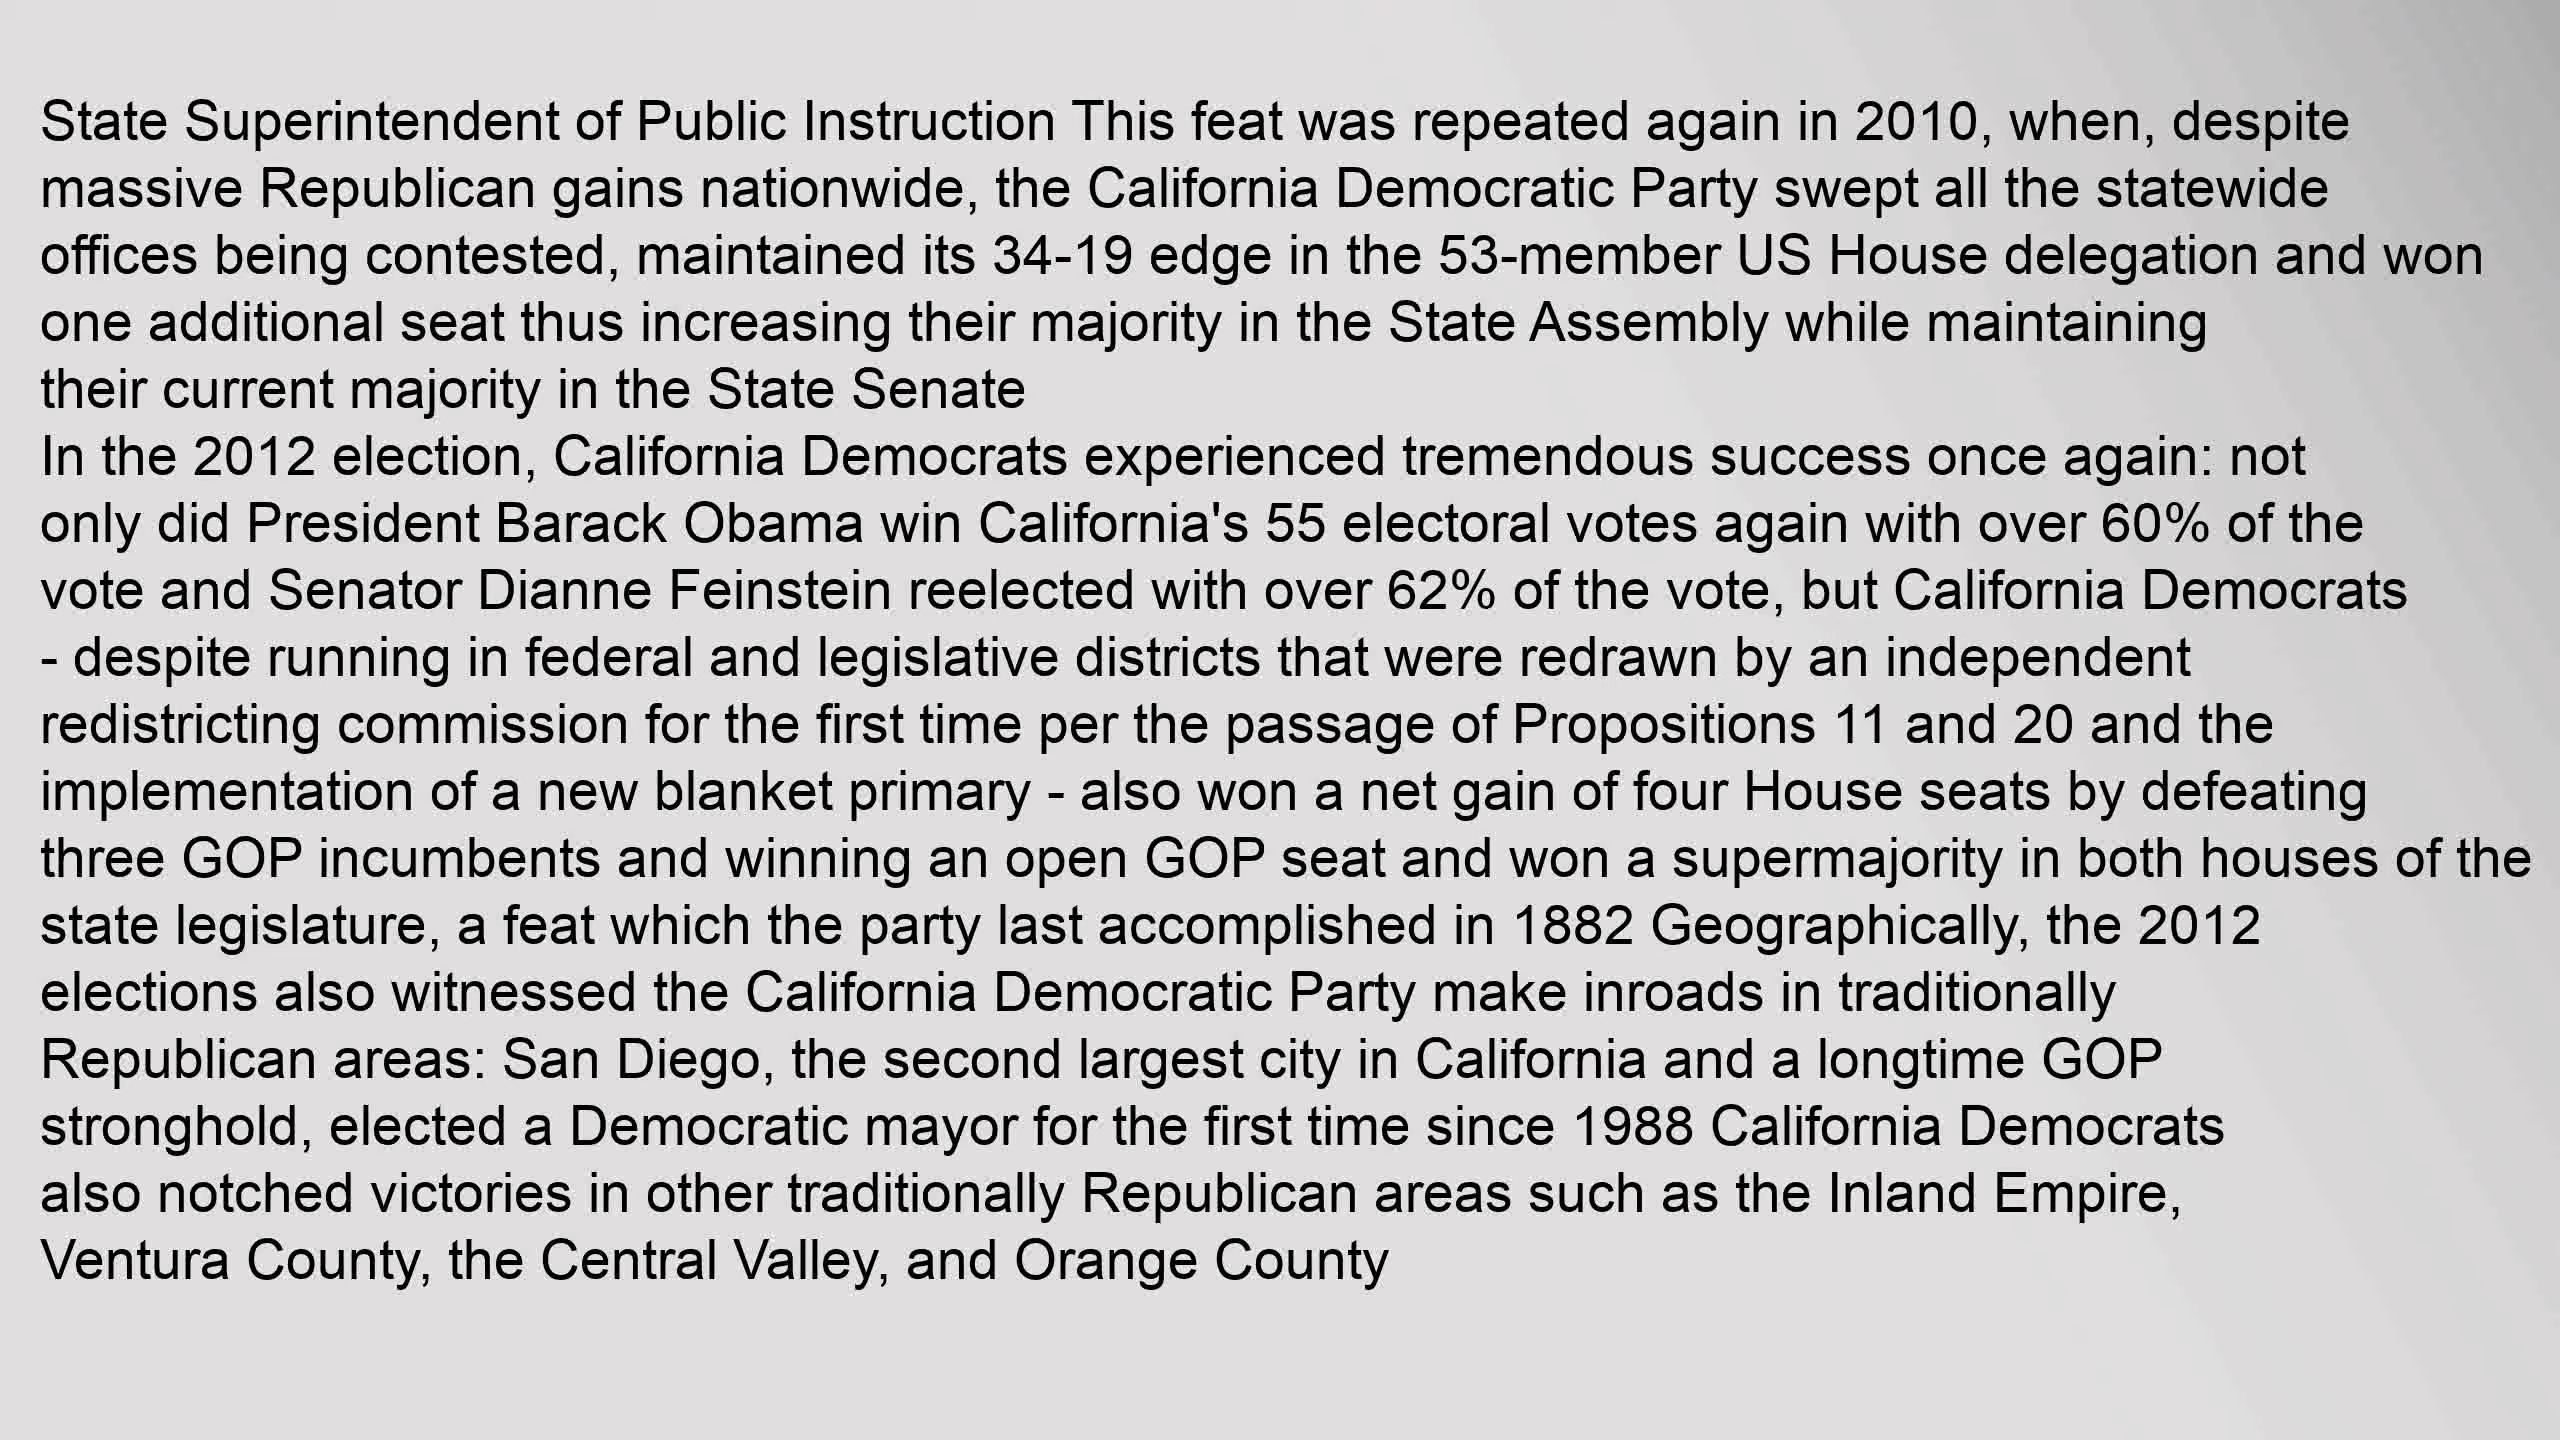 State Superintendent of Public Instruction This feat was repeated again in 2010, when, despite
massive Republican gains nationwide, the California Democratic Party swept all the statewide
offices being contested, maintained its 34-19 edge in the 53-member US House delegation and won
one additional seat thus increasing their majority in the State Assembly while maintaining
their current majority in the State Senate
In the 2012 election, California Democrats experienced tremendous success once again: not
only did President Barack Obama win California's 55 electoral votes again with over 60% of the
vote and Senator Dianne Feinstein reelected with over 62% of the vote, but California Democrats
- despite running in federal and legislative districts that were redrawn by an independent
redistricting commission for the first time per the passage of Propositions 11 and 20 and the
implementation of a new blanket primary - also won a net gain of four House seats by defeating
three GOP incumbents and winning an open GOP seat and won a supermajority in both houses of the
state legislature, a feat which the party last accomplished in 1882 Geographically, the 2012
elections also witnessed the California Democratic Party make inroads in traditionally
Republican areas: San Diego, the second largest city in California and a longtime GOP
stronghold, elected a Democratic mayor for the first time since 1988 California Democrats
also notched victories in other traditionally Republican areas such as the Inland Empire,
Ventura County, the Central Valley, and Orange County